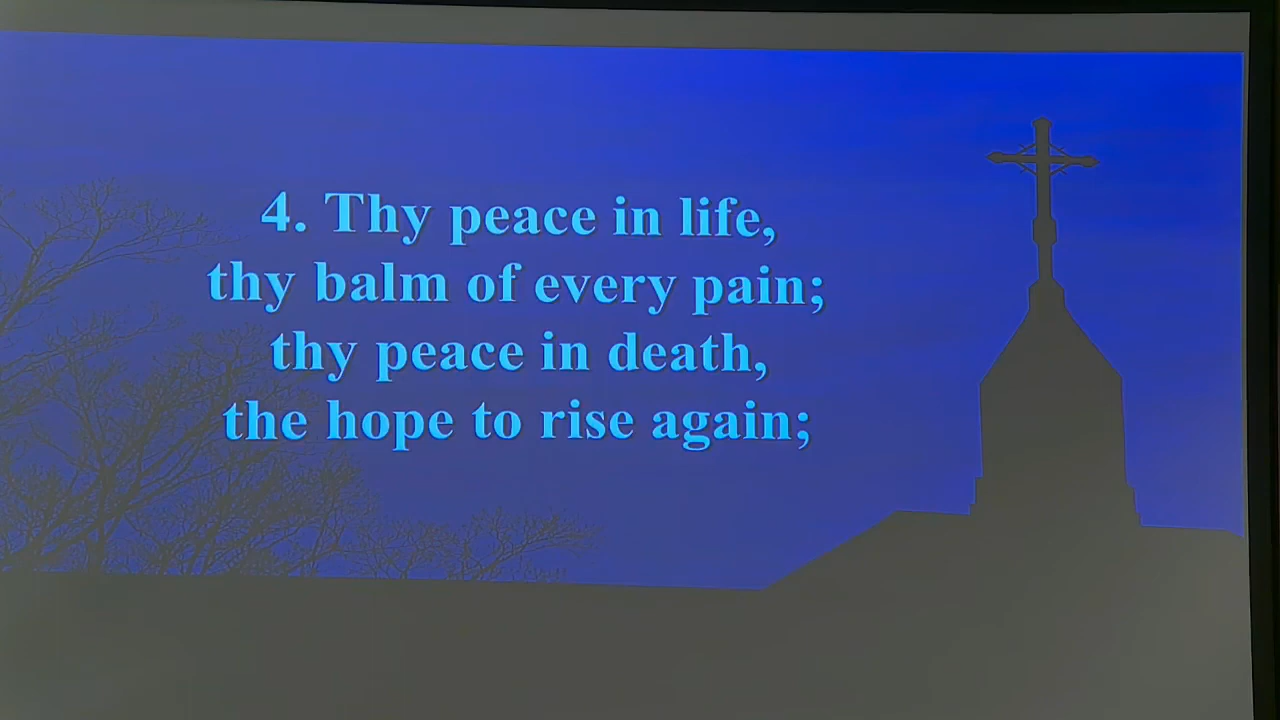 4. Thy peace in life,
thy balm of every pain;
thy peace in death,
the hope to rise again;